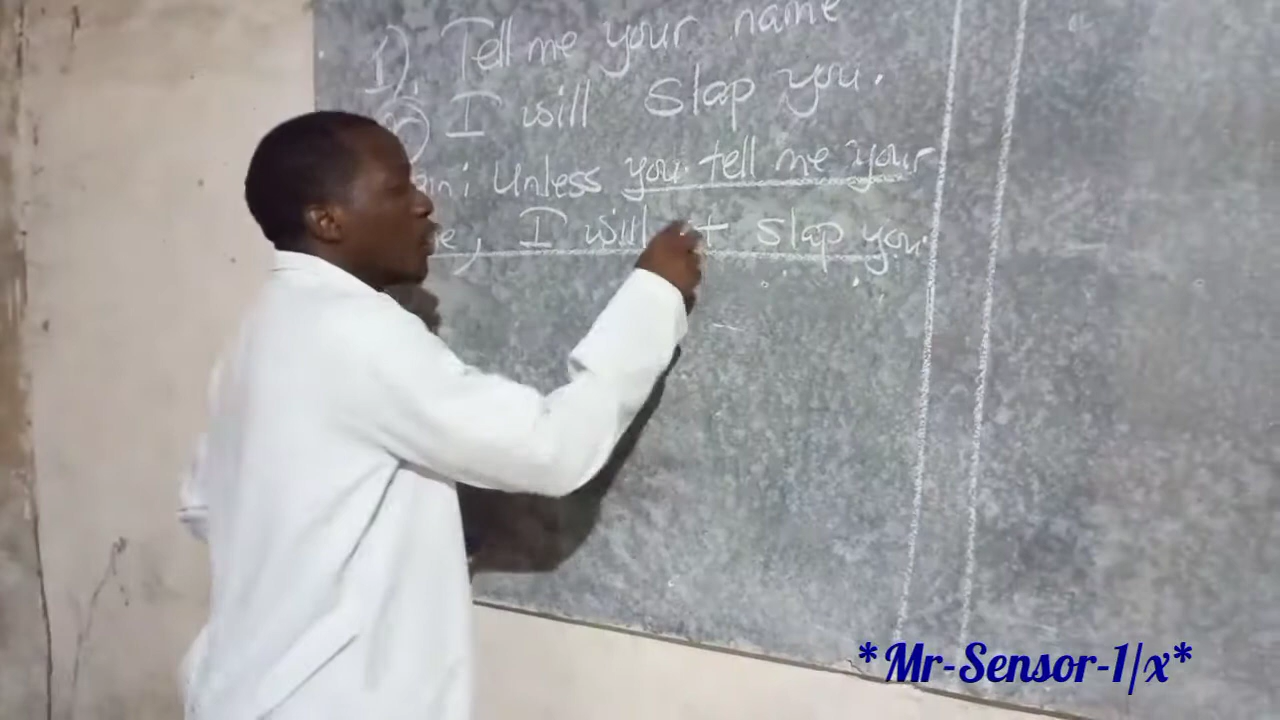 1). Tell me your name
I will slap you.
: Unless you tell me your
, I will slap you.
*Mr-Sensor-1/x*